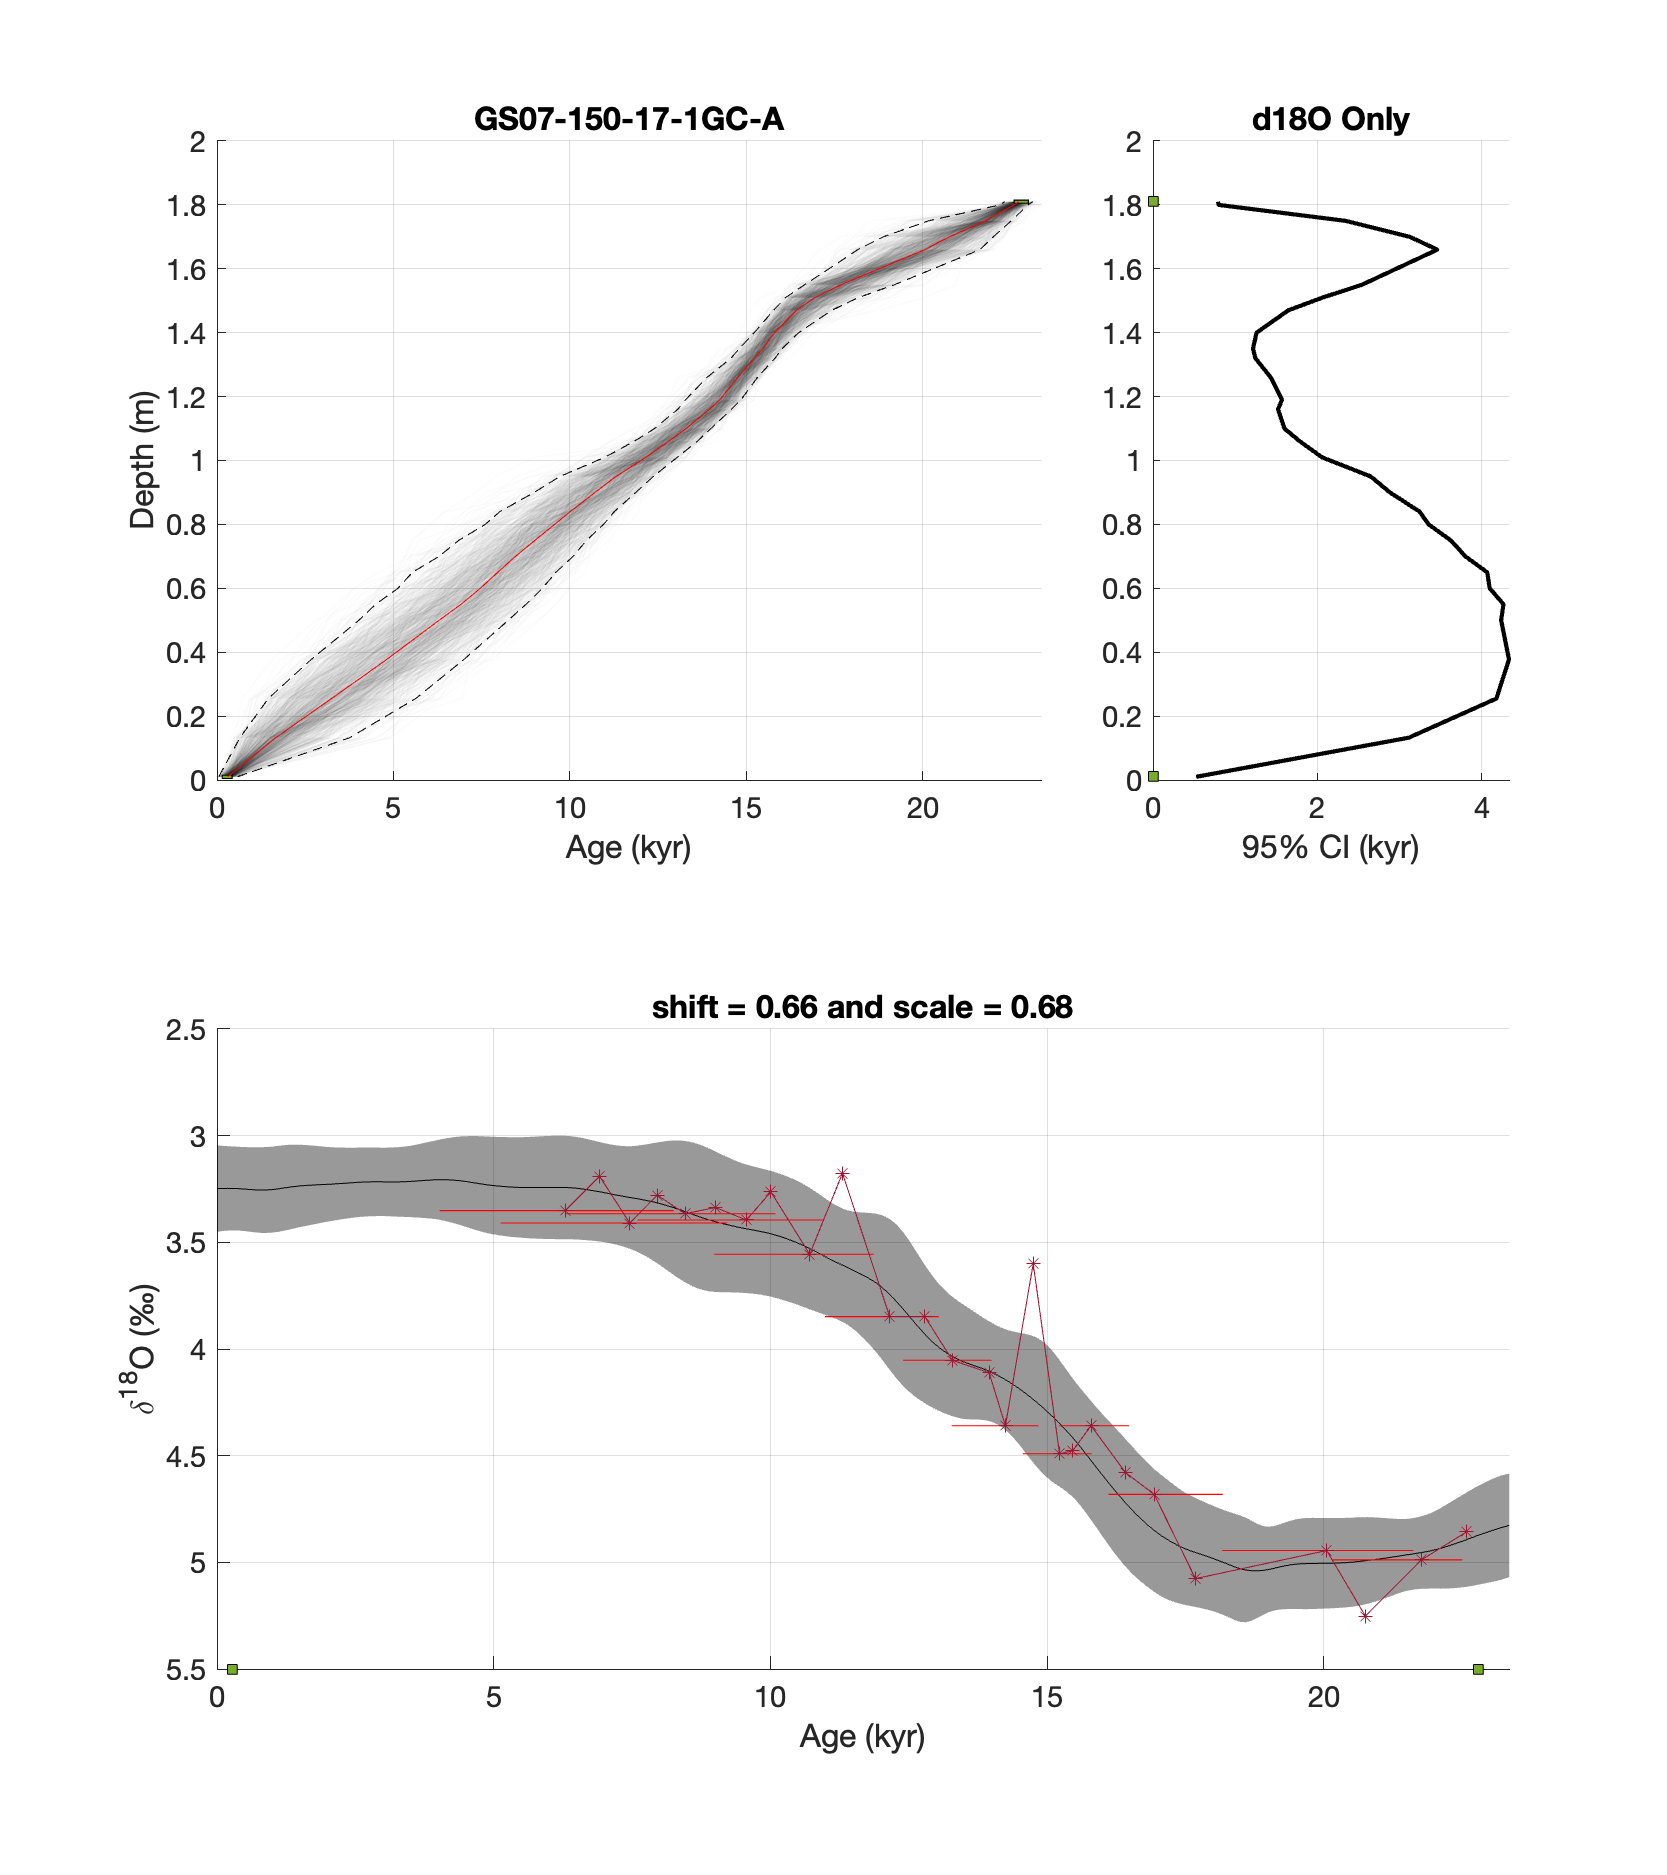 GS07-150-17-1GC-A
d18O Only
2
1.8
1.6
1.4
1.2
1
0.8
0.6
0.4
0.2
0
Depth (m)
0 5 10 15 20
Age (kyr)
2
1.8
1.6
1.4
1.2
1
0.8
0.6
0.4
0.2
0
0 2 4
95% CI (kyr)
shift = 0.66 and scale = 0.68
2.5
3
3.5
4
4.5
5
5.5
δ18O (‰)
0 5 10 15 20
Age (kyr)